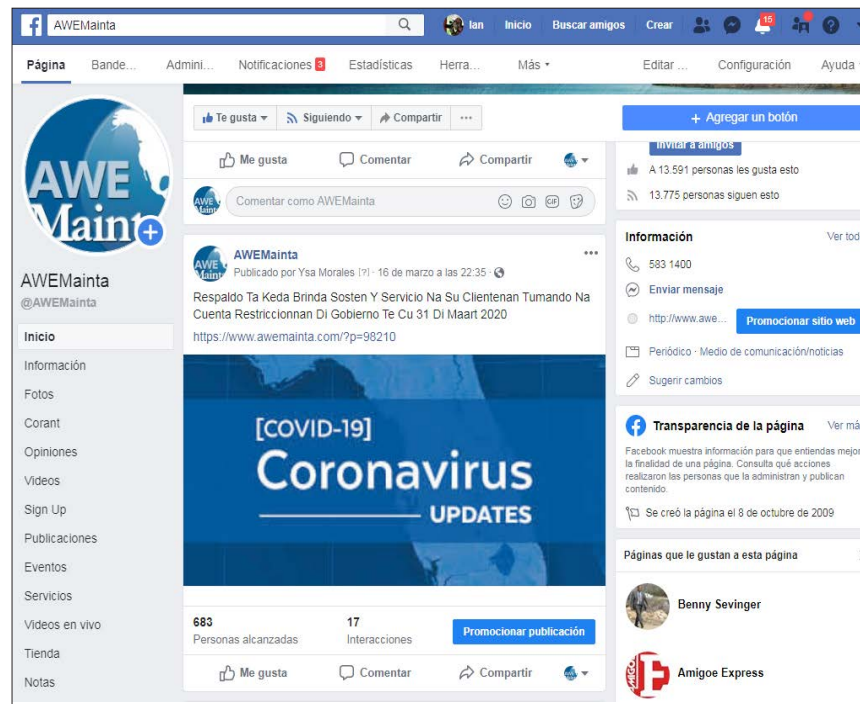 AWEMainta
Ian Inicio Buscar amigos Crear 15
Página Bande... Admini... Notificaciones 3 Estadísticas Herra... Más Editar ... Configuración Ayuda
AWE
Mainta
AWEMainta
@AWEMainta
Inicio
Información
Fotos
Corant
Opiniones
Videos
Sign Up
Publicaciones
Eventos
Servicios
Videos en vivo
Tienda
Notas
Te gusta Siguiendo Compartir ...
+ Agregar un botón
Me gusta Comentar Compartir
Comentar como AWEMainta GIF
AWEMainta
Publicado por Ysa Morales [?] · 16 de marzo a las 22:35 ·
Respaldo Ta Keda Brinda Sosten Y Servicio Na Su Clientenan Tumando Na
Cuenta Restriccionnan Di Gobierno Te Cu 31 Di Maart 2020
https://www.awemainta.com/?p=98210
[COVID-19]
Coronavirus
UPDATES
683
Personas alcanzadas
17
Interacciones
Promocionar publicación
Me gusta Comentar Compartir
Invitar a amigos
A 13.591 personas les gusta esto
13.775 personas siguen esto
Información Ver tod
583 1400
Enviar mensaje
http://www.awe... Promocionar sitio web
Periódico · Medio de comunicación/noticias
Sugerir cambios
Transparencia de la página Ver má
Facebook muestra información para que entiendas mejor
la finalidad de una página. Consulta qué acciones
realizaron las personas que la administran y publican
contenido.
Se creó la página el 8 de octubre de 2009
Páginas que le gustan a esta página
Benny Sevinger
Amigoe Express